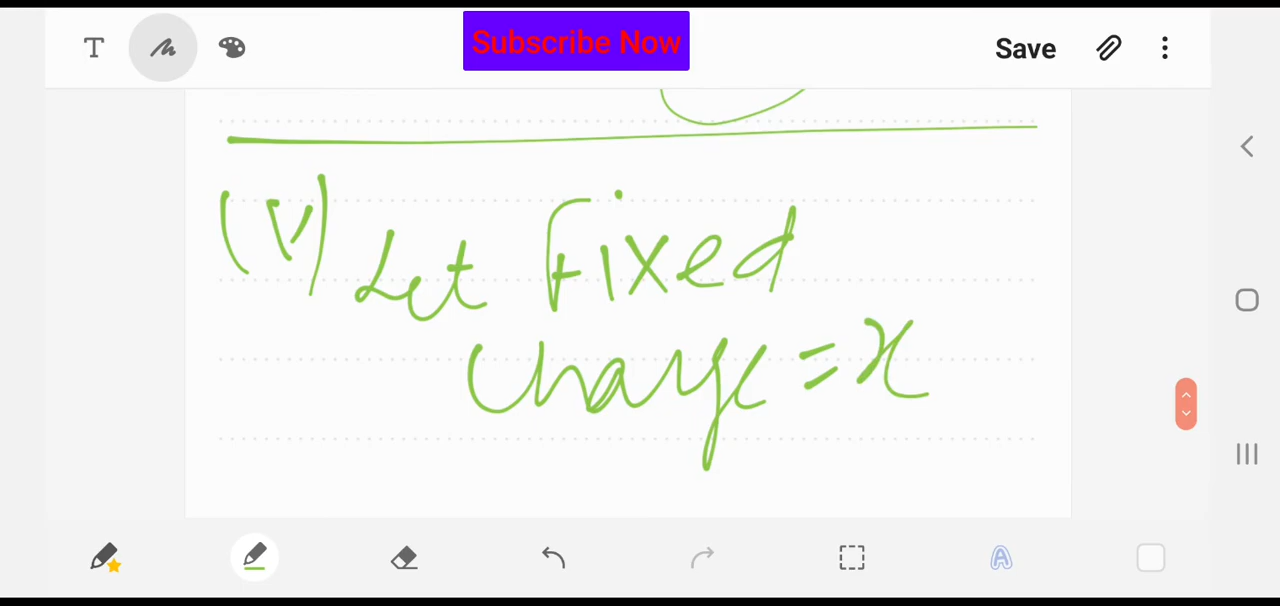 T
Subscribe Now
Save
(V) Let Fixed
Charge = x
A